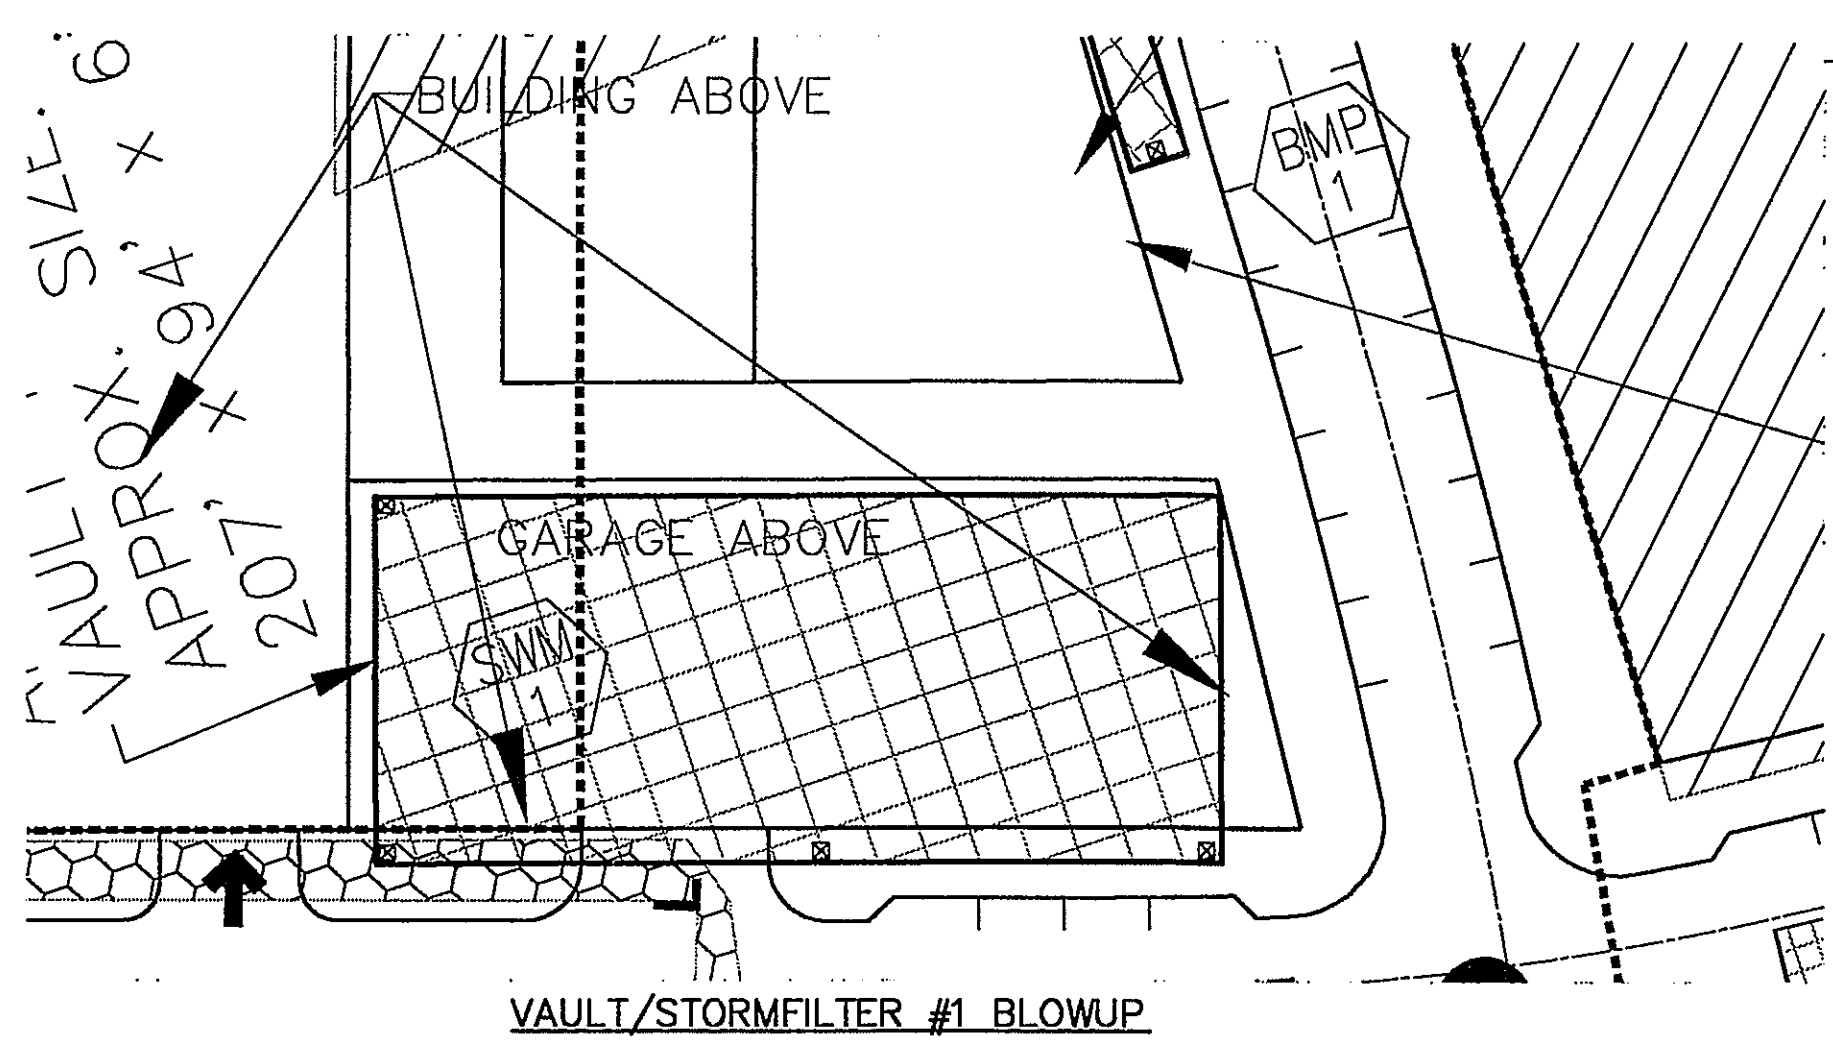 BUILDING ABOVE
BMP
1
VAULT SIZE:
APPROX. 94' x 6'
207' x
GARAGE ABOVE
SWM
1
VAULT/STORMFILTER #1 BLOWUP